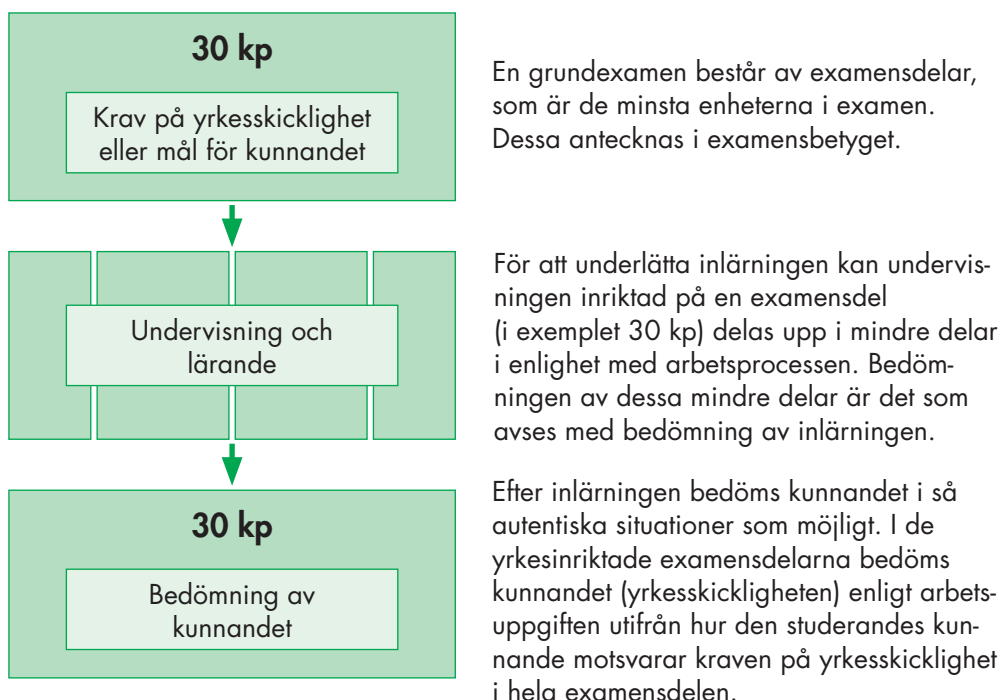 30 kp
Krav på yrkesskicklighet
eller mål för kunnandet
En grundexamen består av examensdelar,
som är de minsta enheterna i examen.
Dessa antecknas i examensbetyget.
Undervisning och
lärande
För att underlätta inlärningen kan undervis-
ningen inriktad på en examensdel
(i exemplet 30 kp) delas upp i mindre delar
i enlighet med arbetsprocessen. Bedöm-
ningen av dessa mindre delar är det som
avses med bedömning av inlärningen.
30 kp
Bedömning av
kunnandet
Efter inlärningen bedöms kunnandet i så
autentiska situationer som möjligt. I de
yrkesinriktade examensdelarna bedöms
kunnandet (yrkesskickligheten) enligt arbets-
uppgiften utifrån hur den studerandes kun-
nande motsvarar kraven på yrkesskicklighet
i hela examensdelen.